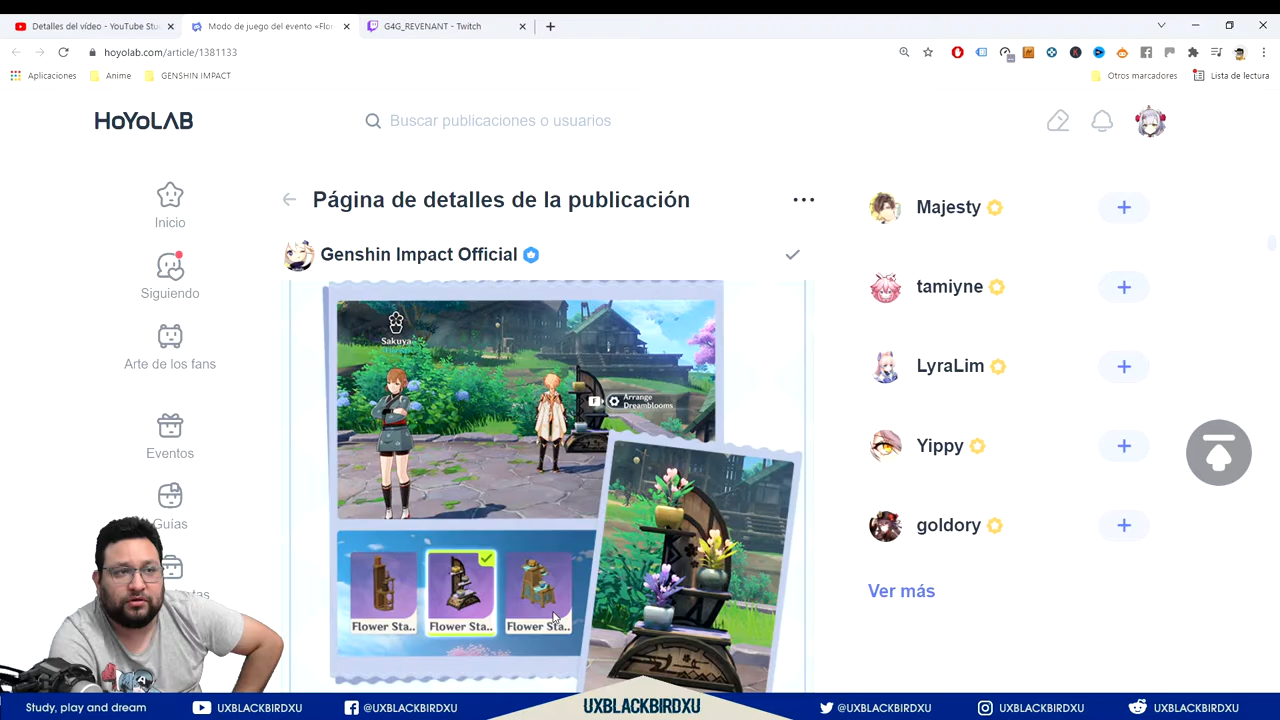 Detalles del vídeo - YouTube Stu
Modo de juego del evento «Flor
G4G_REVENANT - Twitch
hoyolab.com/article/1381133
Aplicaciones
Anime
GENSHIN IMPACT
Otros marcadores
Lista de lectura
HoYoLAB
Buscar publicaciones o usuarios
Inicio
Siguiendo
Arte de los fans
Eventos
Guías
Página de detalles de la publicación
Genshin Impact Official
Sakuya
F
Arrange
Dreamblooms
Flower Sta..
Flower Sta..
Flower Sta..
Majesty
tamiyne
LyraLim
Yippy
goldory
Ver más
Study, play and dream
UXBLACKBIRDXU
@UXBLACKBIRDXU
UXBLACKBIRDXU
@UXBLACKBIRDXU
UXBLACKBIRDXU
UXBLACKBIRDXU